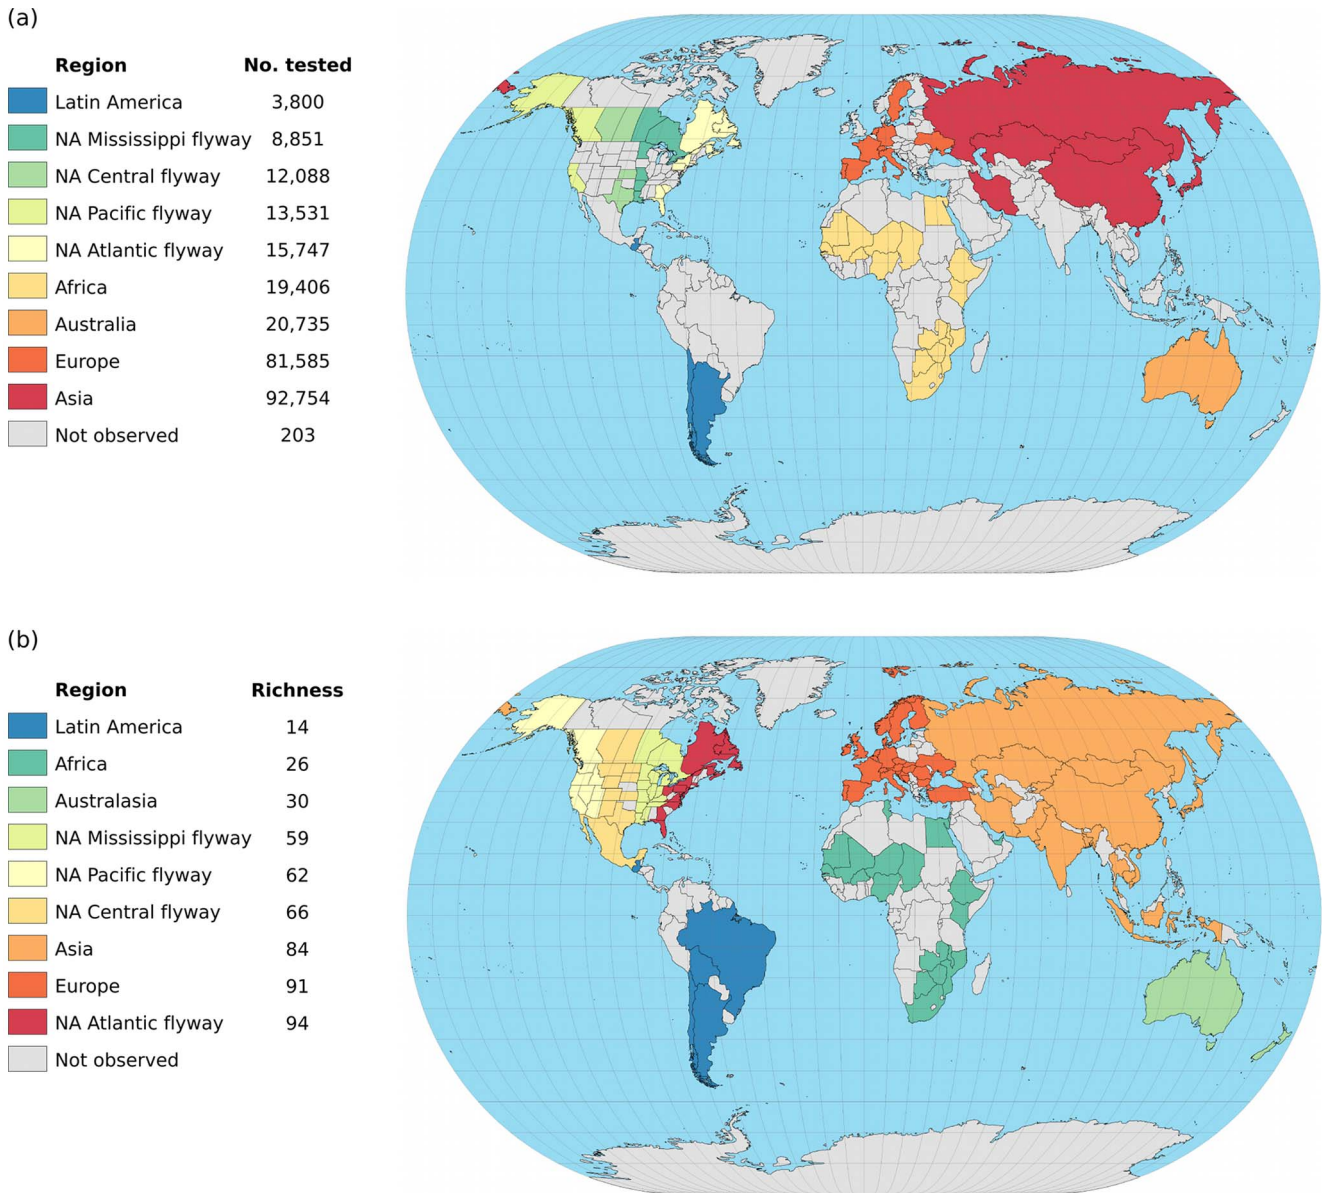 (a)
Region No. tested
Latin America 3,800
NA Mississippi flyway 8,851
NA Central flyway 12,088
NA Pacific flyway 13,531
NA Atlantic flyway 15,747
Africa 19,406
Australia 20,735
Europe 81,585
Asia 92,754
Not observed 203
(b)
Region Richness
Latin America 14
Africa 26
Australasia 30
NA Mississippi flyway 59
NA Pacific flyway 62
NA Central flyway 66
Asia 84
Europe 91
NA Atlantic flyway 94
Not observed